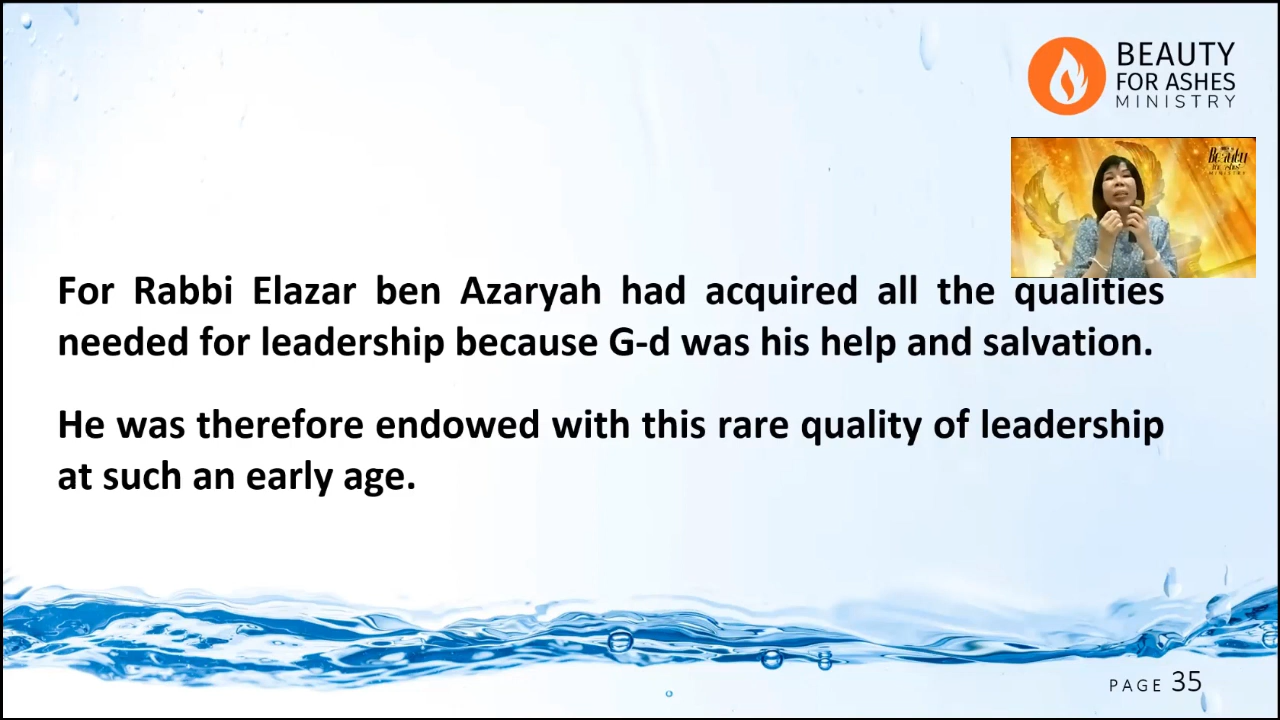 BEAUTY
FOR ASHES
MINISTRY
For Rabbi Elazar ben Azaryah had acquired all the qualities
needed for leadership because G-d was his help and salvation.
He was therefore endowed with this rare quality of leadership
at such an early age.
PAGE 35